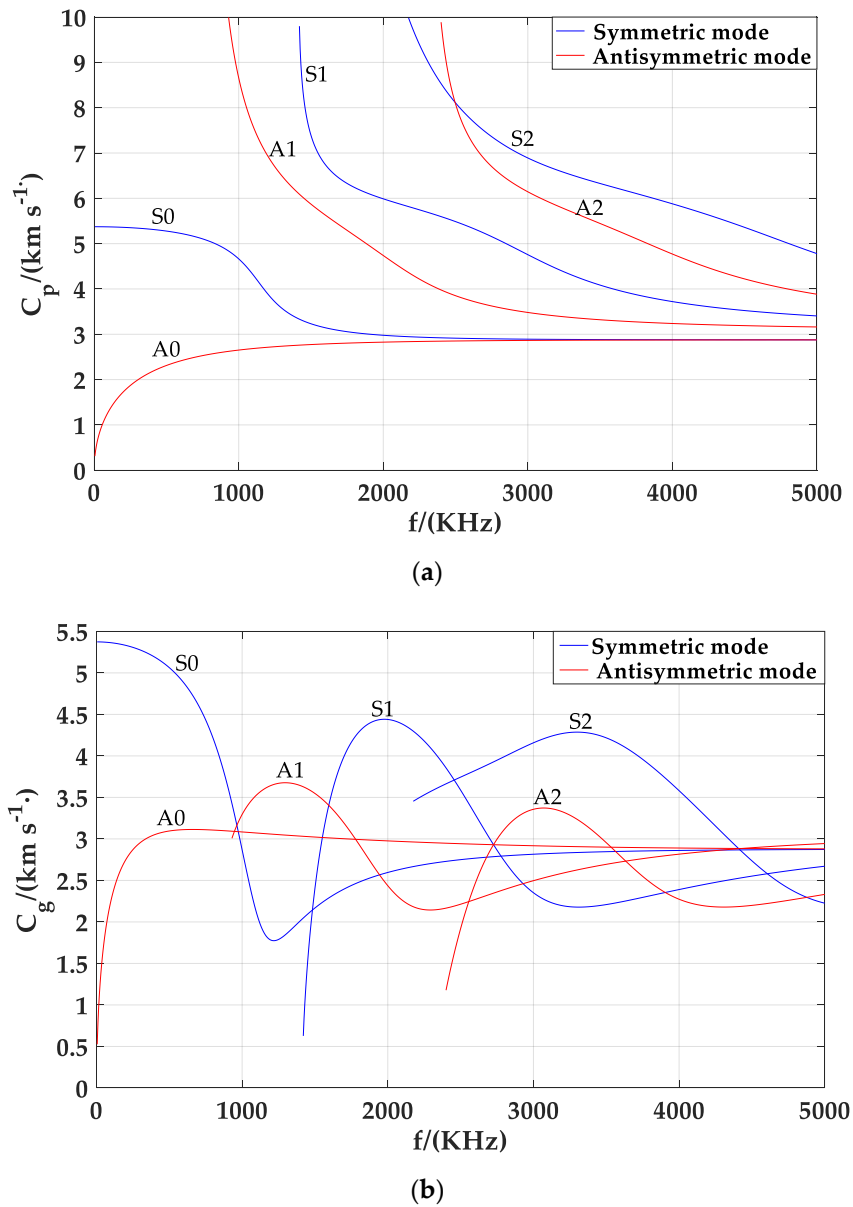 10
9
8
7
6
5
4
3
2
1
0
C_p/(km s^-1·)
Symmetric mode
Antisymmetric mode
S1
A1
S2
S0
A2
A0
0 1000 2000 3000 4000 5000
f/(KHz)
(a)
5.5
5
4.5
4
3.5
3
2.5
2
1.5
1
0.5
0
C_g/(km s^-1·)
Symmetric mode
Antisymmetric mode
S0
S1
S2
A1
A2
A0
0 1000 2000 3000 4000 5000
f/(KHz)
(b)